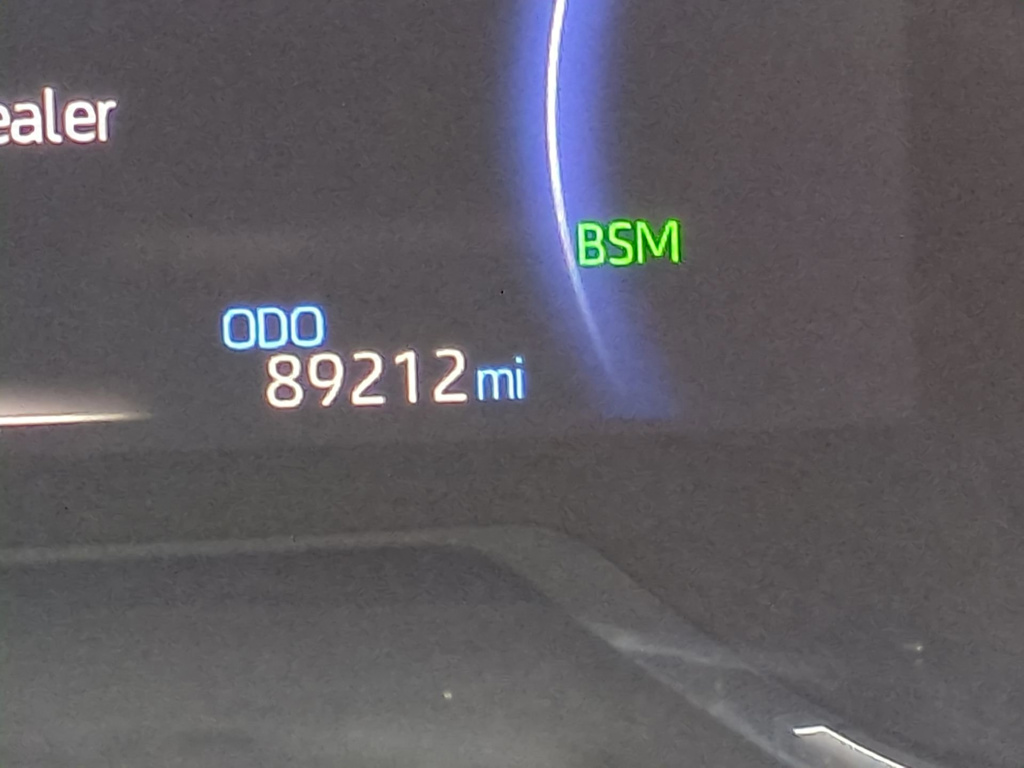 ealer
BSM
ODO
89212 mi